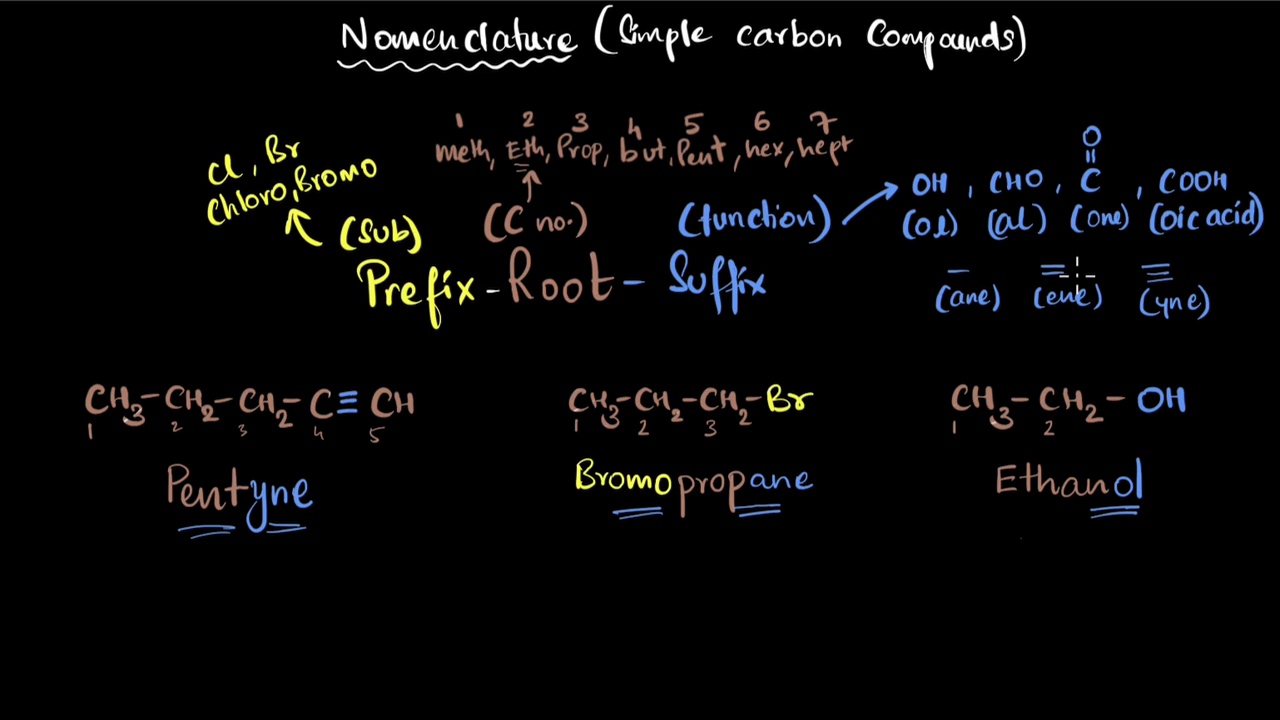 Nomenclature (Simple carbon Compounds)
1 2 3 4 5 6 7
meth, Eth, Prop, but, Pent, hex, hept
Cl, Br
Chloro, Bromo
O
||
OH, CHO, C, COOH
(ol) (al) (one) (oic acid)
(Sub) (C no.) (function)
Prefix - Root - Suffix
– = ≡
(ane) (ene) (yne)
CH3-CH2-CH2-C≡CH
1 2 3 4 5
Pentyne
CH3-CH2-CH2-Br
1 2 3
Bromopropane
CH3-CH2-OH
1 2
Ethanol